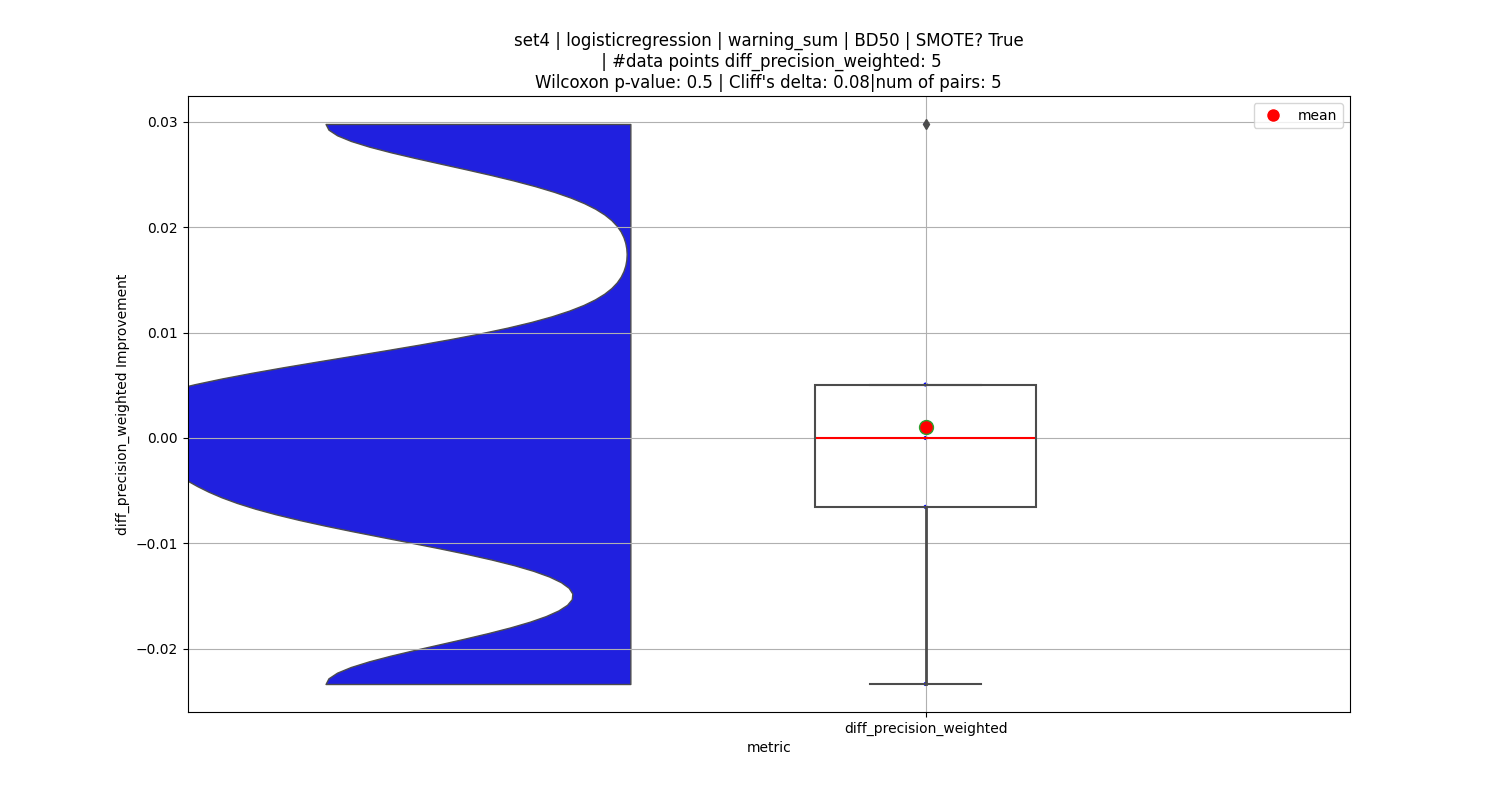 set4 | logisticregression | warning_sum | BD50 | SMOTE? True
| #data points diff_precision_weighted: 5
Wilcoxon p-value: 0.5 | Cliff's delta: 0.08|num of pairs: 5
mean
0.03
0.02
0.01
0.00
−0.01
−0.02
diff_precision_weighted Improvement
diff_precision_weighted
metric